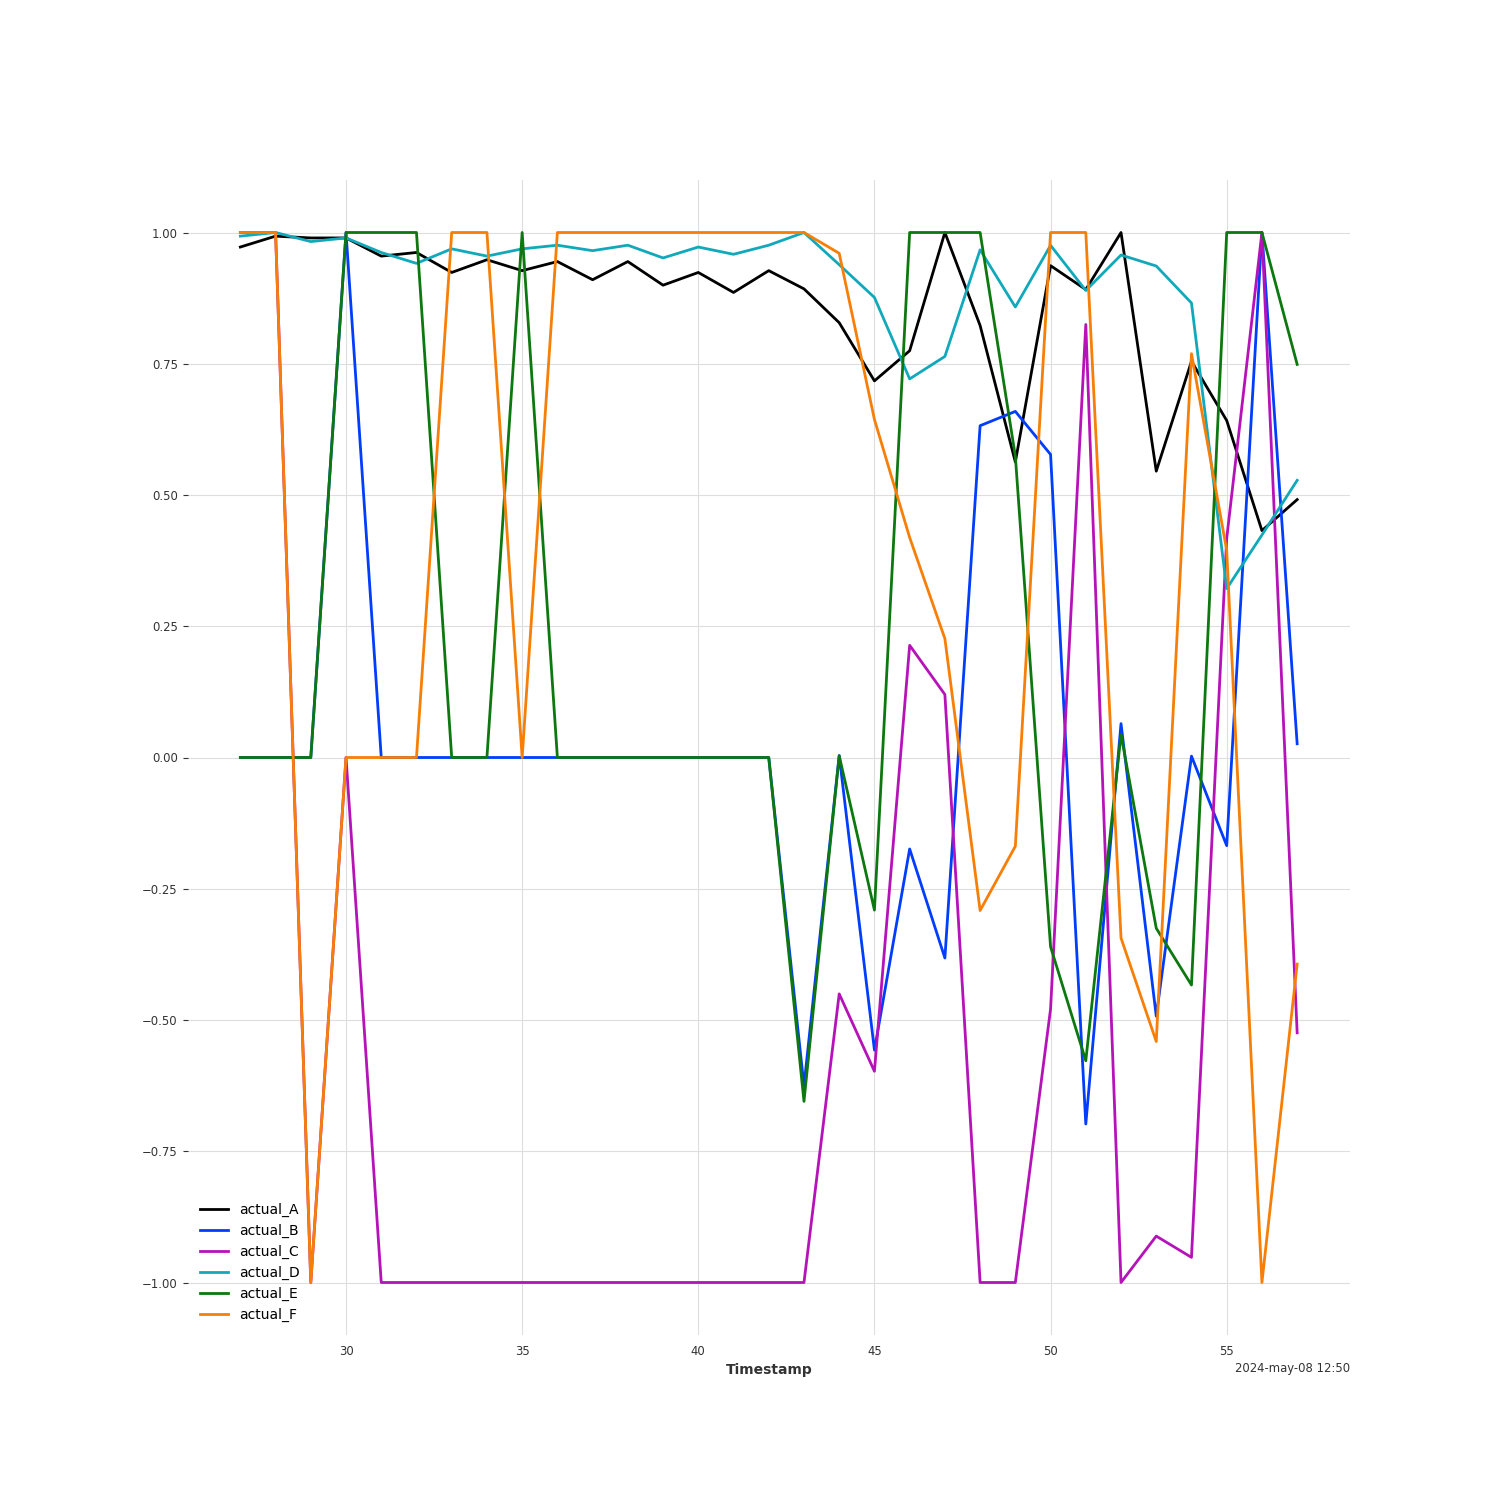 1.00
0.75
0.50
0.25
0.00
−0.25
−0.50
−0.75
−1.00
actual_A
actual_B
actual_C
actual_D
actual_E
actual_F
30 35 40 45 50 55
Timestamp
2024-may-08 12:50